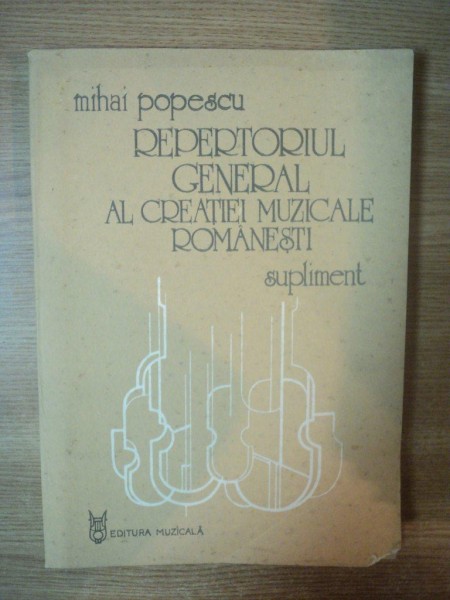 mihai popescu
REPERTORIUL
GENERAL
AL CREAȚIEI MUZICALE
ROMÂNEȘTI
supliment
EDITURA MUZICALĂ